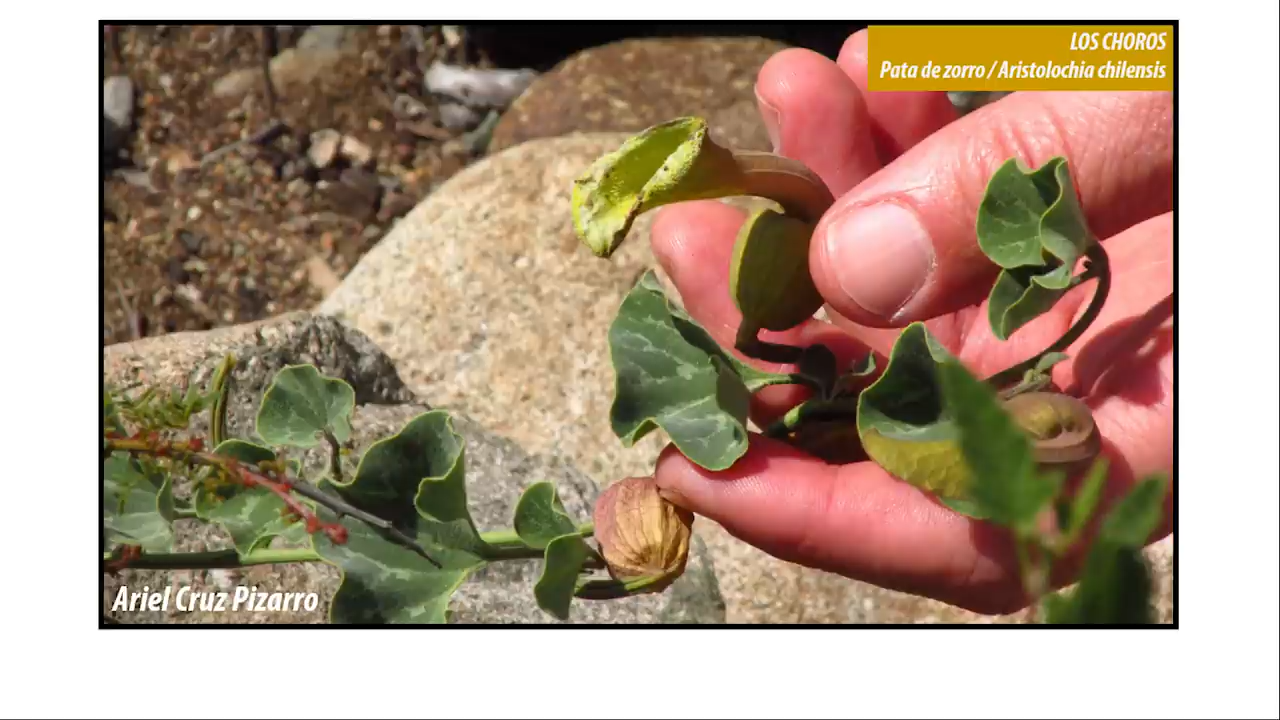 LOS CHOROS
Pata de zorro / Aristolochia chilensis
Ariel Cruz Pizarro